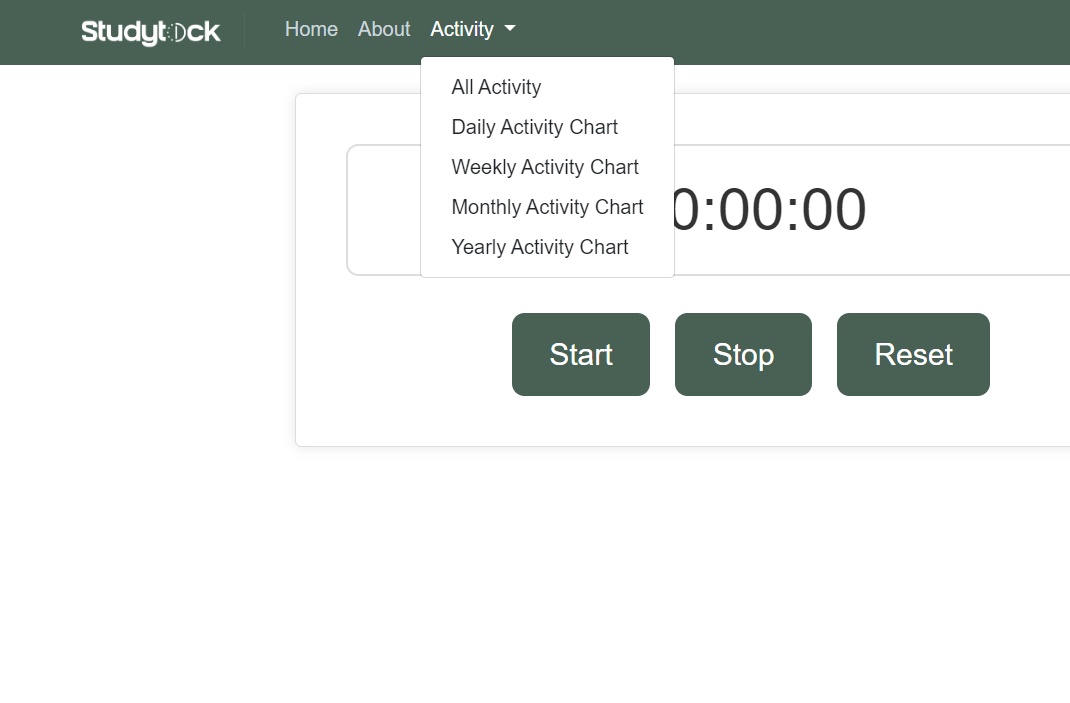 Studytock
Home About Activity
All Activity
Daily Activity Chart
Weekly Activity Chart
Monthly Activity Chart
Yearly Activity Chart
0:00:00
Start Stop Reset